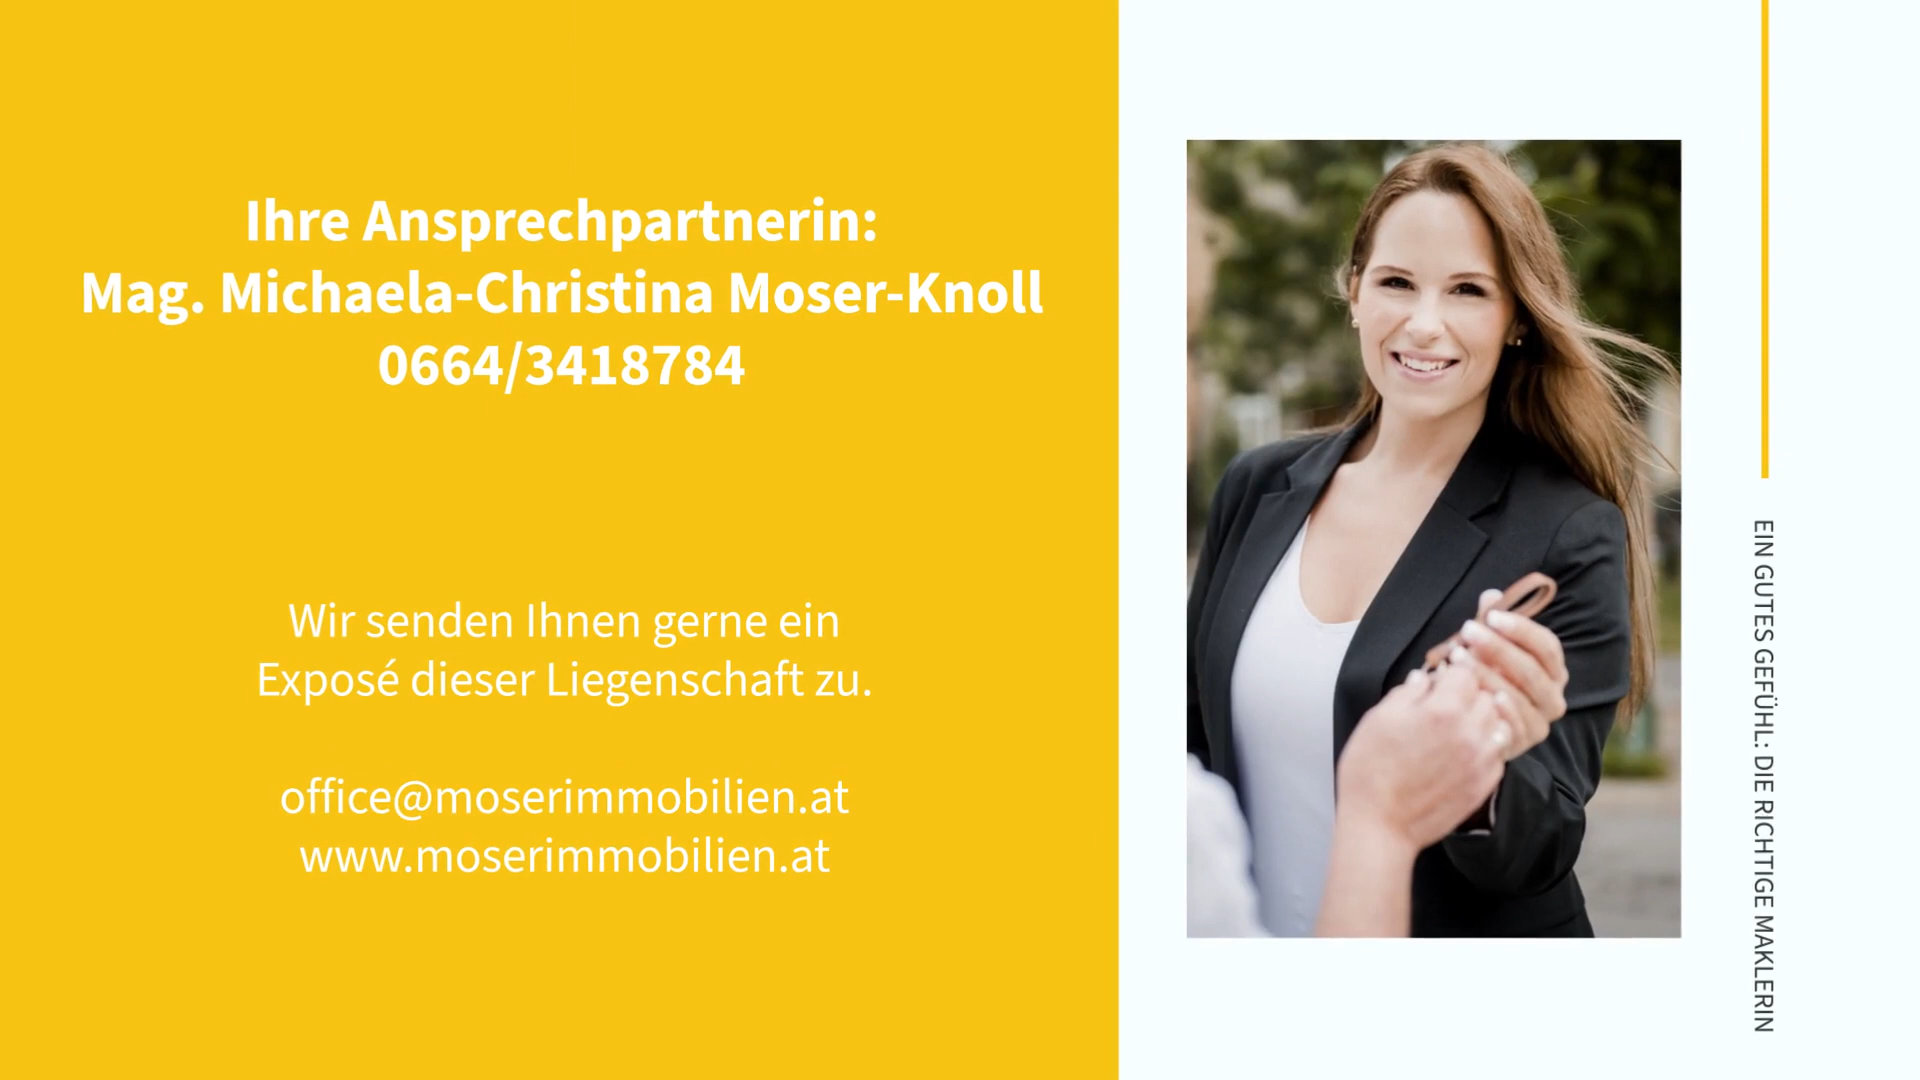 Ihre Ansprechpartnerin:
Mag. Michaela-Christina Moser-Knoll
0664/3418784
Wir senden Ihnen gerne ein
Exposé dieser Liegenschaft zu.
office@moserimmobilien.at
www.moserimmobilien.at
EIN GUTES GEFÜHL: DIE RICHTIGE MAKLERIN